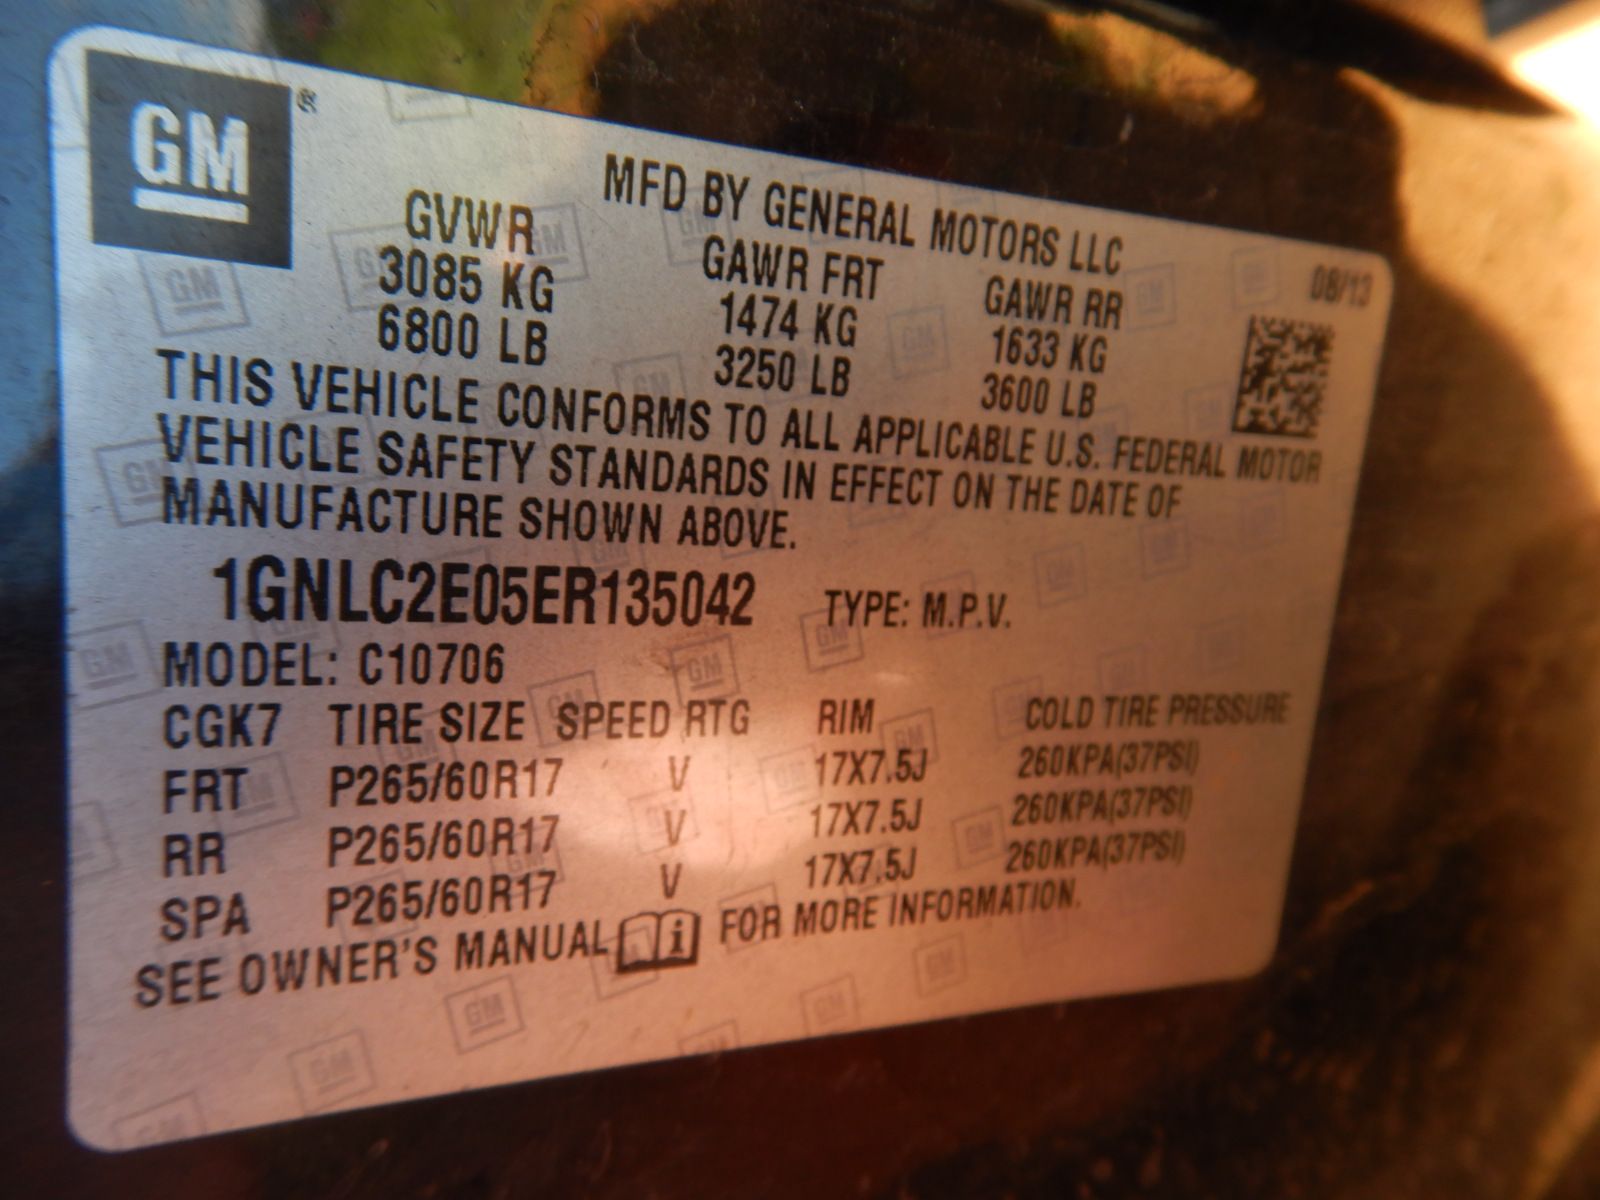 GM
MFD BY GENERAL MOTORS LLC
08/13
GVWR GAWR FRT GAWR RR
3085 KG 1474 KG 1633 KG
6800 LB 3250 LB 3600 LB
THIS VEHICLE CONFORMS TO ALL APPLICABLE U.S. FEDERAL MOTOR
VEHICLE SAFETY STANDARDS IN EFFECT ON THE DATE OF
MANUFACTURE SHOWN ABOVE.
1GNLC2E05ER135042 TYPE: M.P.V.
MODEL: C10706
CGK7 TIRE SIZE SPEED RTG RIM COLD TIRE PRESSURE
FRT P265/60R17 V 17X7.5J 260KPA(37PSI)
RR P265/60R17 V 17X7.5J 260KPA(37PSI)
SPA P265/60R17 V 17X7.5J 260KPA(37PSI)
SEE OWNER'S MANUAL i FOR MORE INFORMATION.